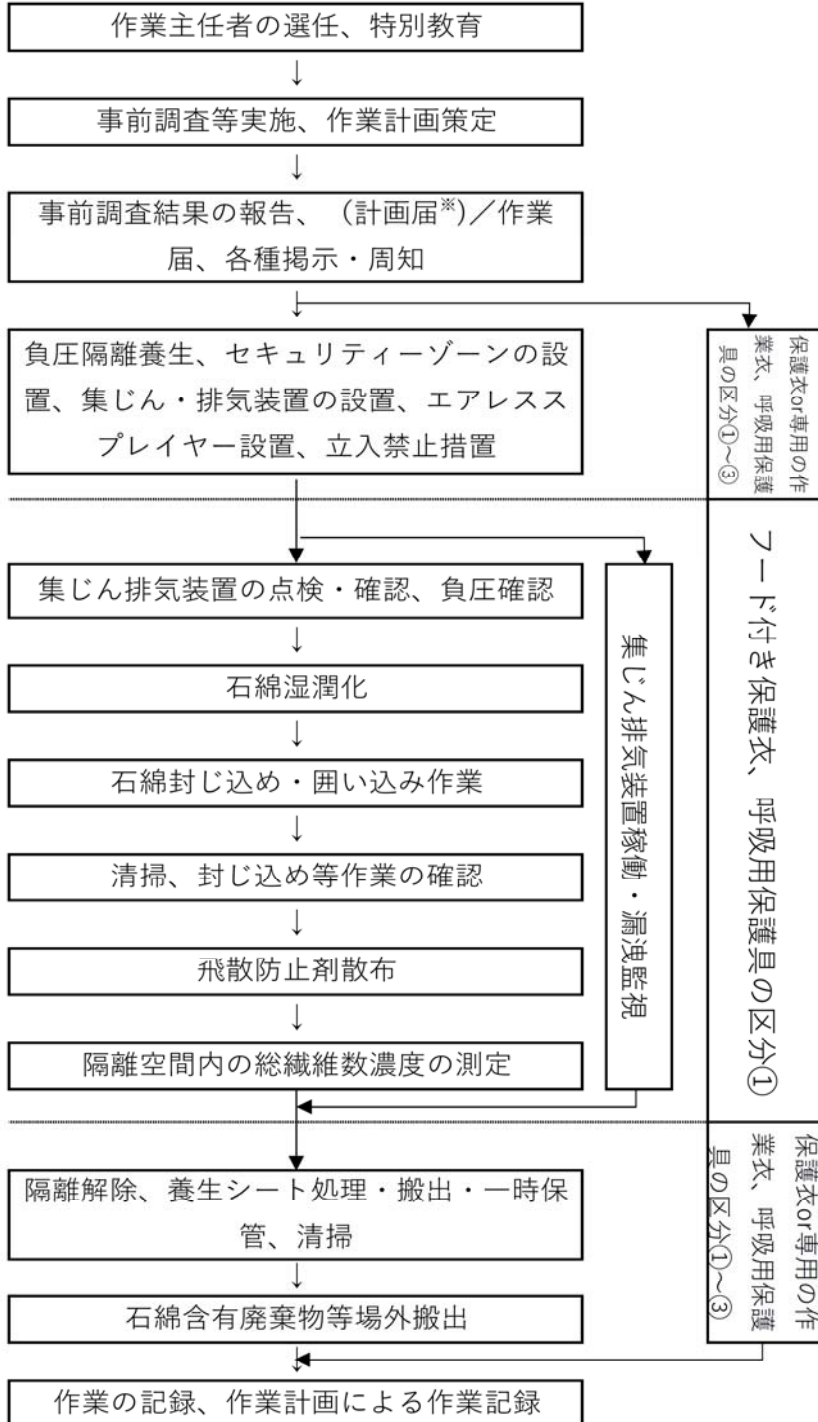 作業主任者の選任、特別教育
↓
事前調査等実施、作業計画策定
↓
事前調査結果の報告、（計画届※）／作業
届、各種掲示・周知
↓
負圧隔離養生、セキュリティーゾーンの設
置、集じん・排気装置の設置、エアレスス
プレイヤー設置、立入禁止措置
保護衣or専用の作
業衣、呼吸用保護
具の区分①～③
集じん排気装置の点検・確認、負圧確認
↓
石綿湿潤化
↓
石綿封じ込め・囲い込み作業
↓
清掃、封じ込め等作業の確認
↓
飛散防止剤散布
↓
隔離空間内の総繊維数濃度の測定
集じん排気装置稼働・漏洩監視
フード付き保護衣、呼吸用保護具の区分①
隔離解除、養生シート処理・搬出・一時保
管、清掃
↓
石綿含有廃棄物等場外搬出
↓
保護衣or専用の作
業衣、呼吸用保護
具の区分①～③
作業の記録、作業計画による作業記録